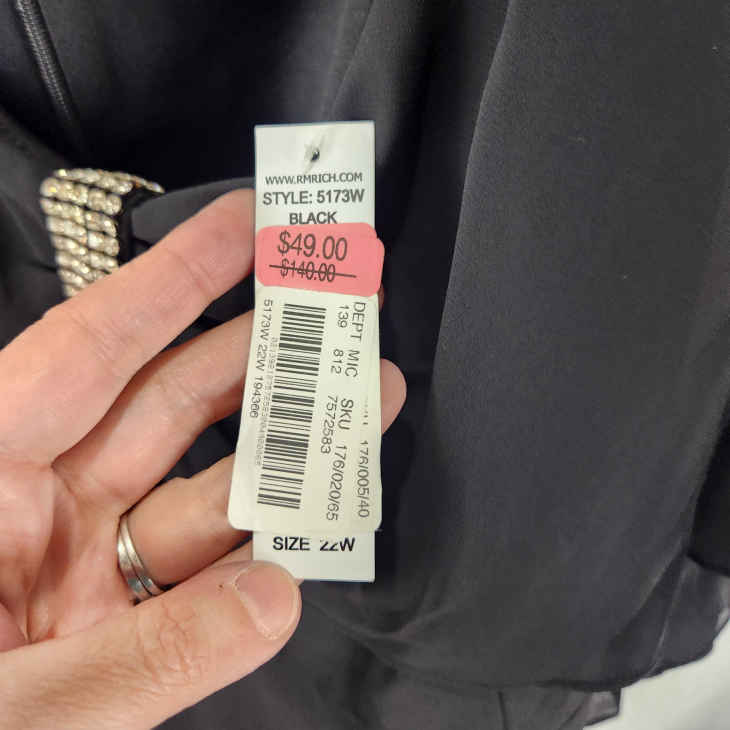 WWW.RMRICH.COM
STYLE: 5173W
BLACK
$49.00
$140.00
DEPT MIC SKU 176/005/40
139 812 7572583 176/020/65
5173W 22W 194366
SIZE 22W